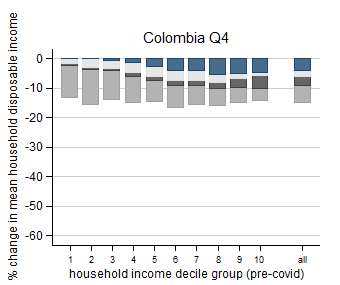 Colombia Q4
% change in mean household disposable income
0
-10
-20
-30
-40
-50
-60
1 2 3 4 5 6 7 8 9 10 all
household income decile group (pre-covid)